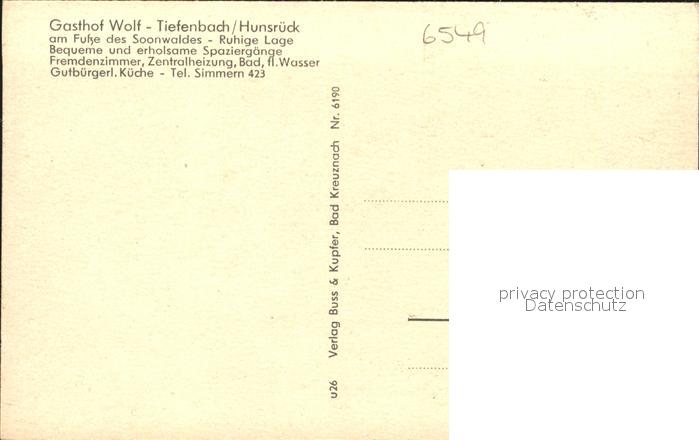 Gasthof Wolf - Tiefenbach/Hunsrück
am Fuße des Soonwaldes - Ruhige Lage
Bequeme und erholsame Spaziergänge
Fremdenzimmer, Zentralheizung, Bad, fl. Wasser
Gutbürgerl. Küche - Tel. Simmern 423
6549
u26 Verlag Buss & Kupfer, Bad Kreuznach Nr. 6190
privacy protection
Datenschutz